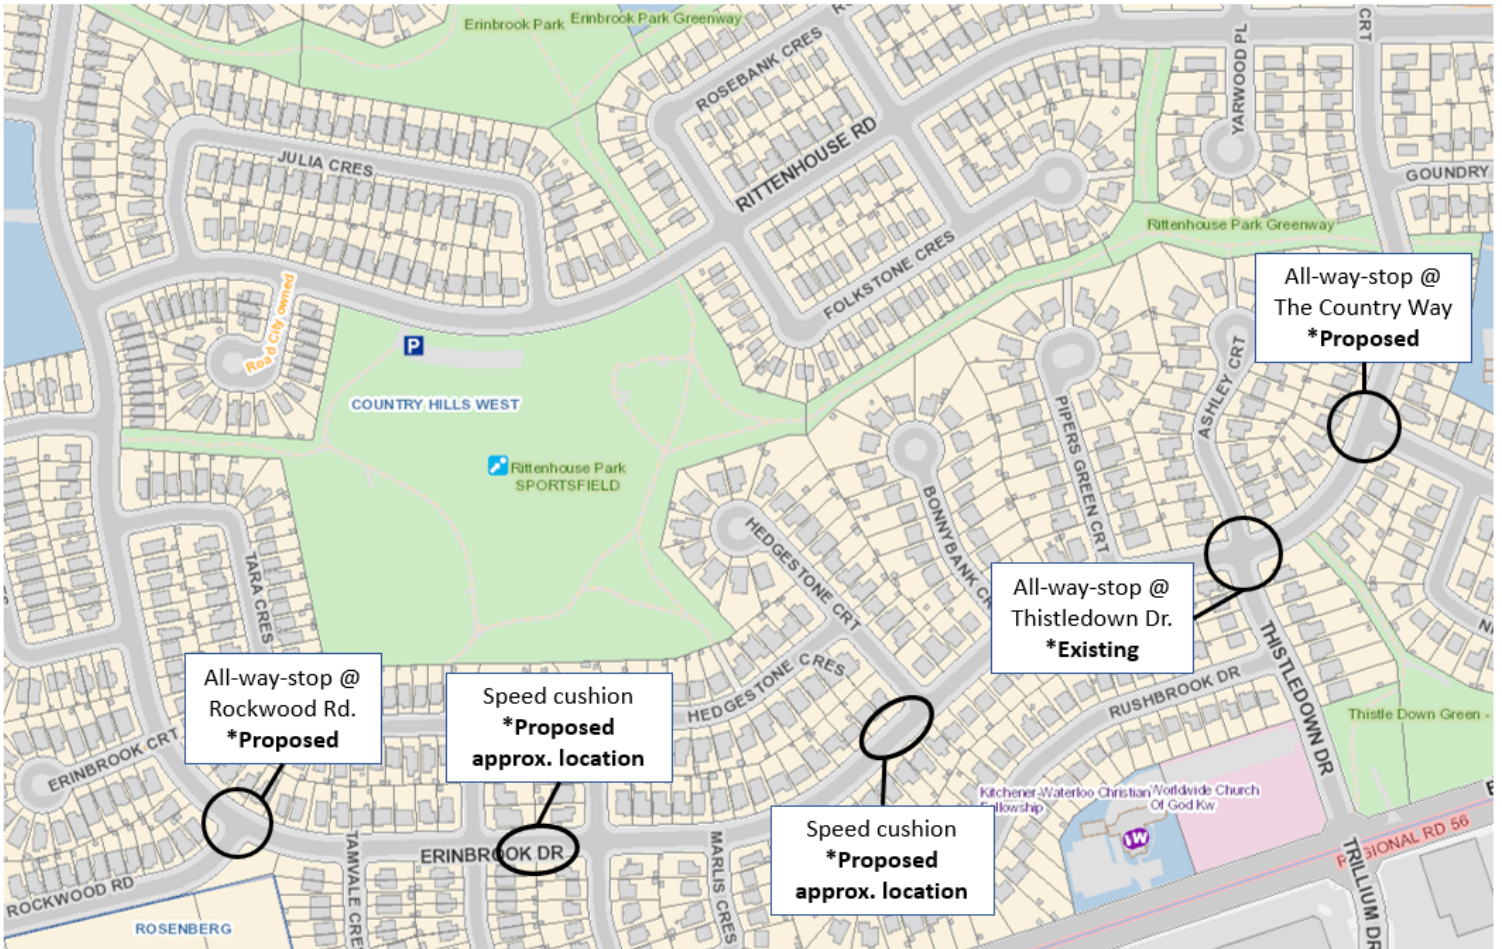 Erinbrook Park
Erinbrook Park Greenway
ROSEBANK CRES
CRT
YARWOOD PL
JULIA CRES
RITTENHOUSE RD
GOUNDRY
Rittenhouse Park Greenway
FOLKSTONE CRES
Road City owned
All-way-stop @
The Country Way
*Proposed
P
COUNTRY HILLS WEST
ASHLEY CRT
PIPERS GREEN CRT
Rittenhouse Park
SPORTSFIELD
BONNYBANK CR
HEDGESTONE CRT
TARA CRES
All-way-stop @
Thistledown Dr.
*Existing
THISTLEDOWN DR
All-way-stop @
Rockwood Rd.
*Proposed
Speed cushion
*Proposed
approx. location
HEDGESTONE CRES
RUSHBROOK DR
Thistle Down Green -
ERINBROOK CRT
Kitchener-Waterloo Christian
Fellowship
Worldwide Church
Of God Kw
Speed cushion
*Proposed
approx. location
ERINBROOK DR
TAMVALE CRES
MARLIS CRES
REGIONAL RD 56
TRILLIUM DR
ROCKWOOD RD
ROSENBERG